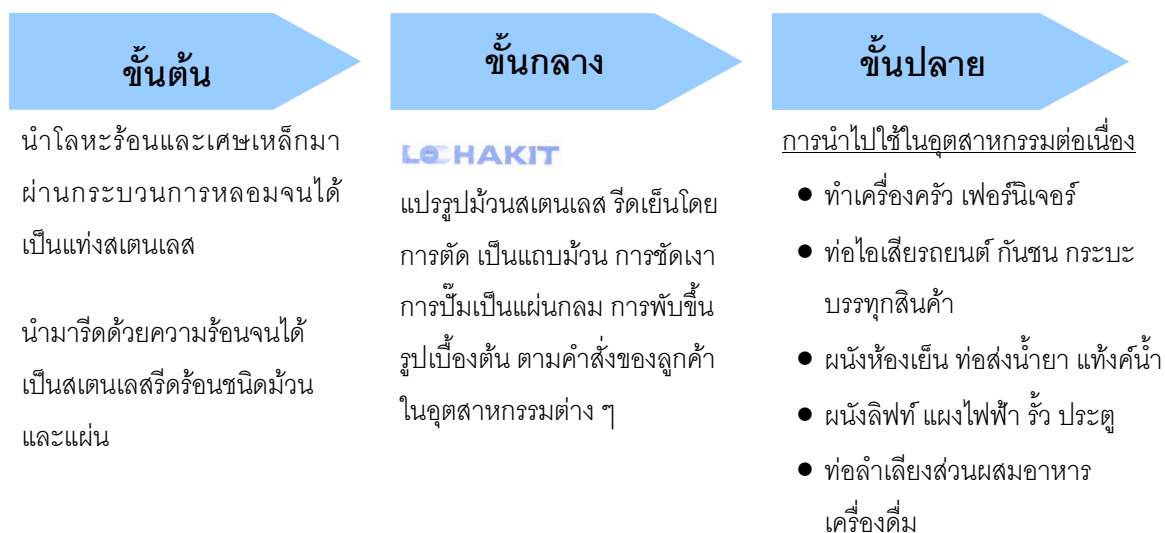 ขั้นต้น
นำโลหะร้อนและเศษเหล็กมา
ผ่านกระบวนการหลอมจนได้
เป็นแท่งสเตนเลส
นำมารีดด้วยความร้อนจนได้
เป็นสเตนเลสรีดร้อนชนิดม้วน
และแผ่น
ขั้นกลาง
LOHAKIT
แปรรูปม้วนสเตนเลส รีดเย็นโดย
การตัด เป็นแถบม้วน การขัดเงา
การปั๊มเป็นแผ่นกลม การพับขึ้น
รูปเบื้องต้น ตามคำสั่งของลูกค้า
ในอุตสาหกรรมต่าง ๆ
ขั้นปลาย
การนำไปใช้ในอุตสาหกรรมต่อเนื่อง
● ทำเครื่องครัว เฟอร์นิเจอร์
● ท่อไอเสียรถยนต์ กันชน กระบะ
บรรทุกสินค้า
● ผนังห้องเย็น ท่อส่งน้ำยา แท้งค์น้ำ
● ผนังลิฟท์ แผงไฟฟ้า รั้ว ประตู
● ท่อลำเลียงส่วนผสมอาหาร
เครื่องดื่ม